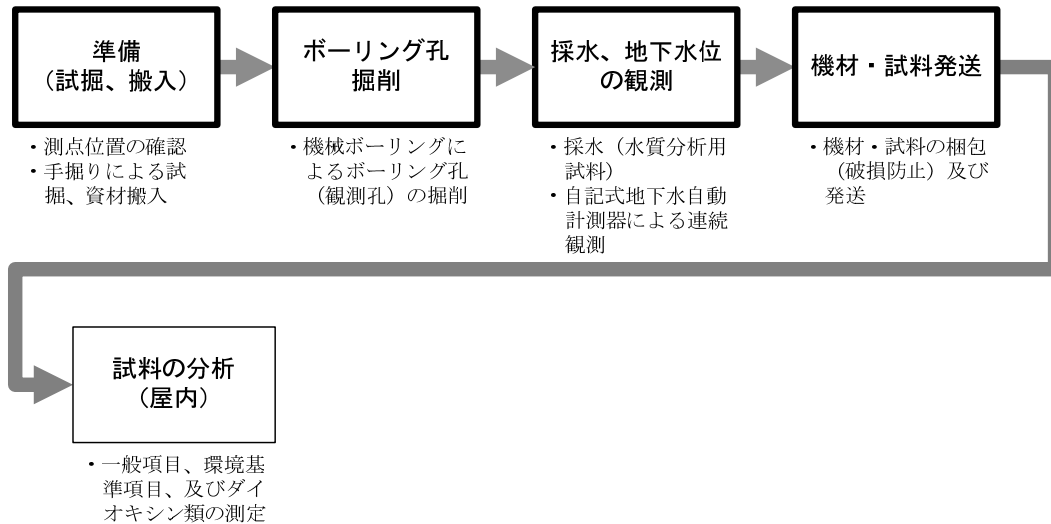 準備
（試掘、搬入）
・測点位置の確認
・手掘りによる試
掘、資材搬入
ボーリング孔
掘削
・機械ボーリングに
よるボーリング孔
（観測孔）の掘削
採水、地下水位
の観測
・採水（水質分析用
試料）
・自記式地下水自動
計測器による連続
観測
機材・試料発送
・機材・試料の梱包
（破損防止）及び
発送
試料の分析
（屋内）
・一般項目、環境基
準項目、及びダイ
オキシン類の測定